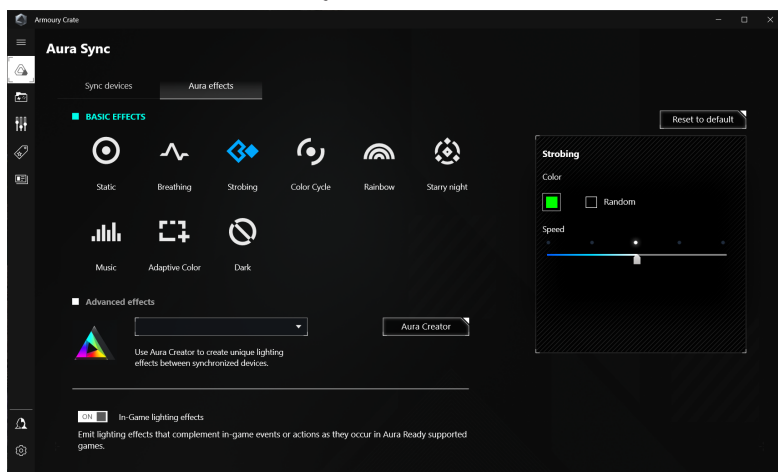 Armoury Crate
Aura Sync
Sync devices
Aura effects
BASIC EFFECTS
Static
Breathing
Strobing
Color Cycle
Rainbow
Starry night
Music
Adaptive Color
Dark
Advanced effects
Aura Creator
Use Aura Creator to create unique lighting
effects between synchronized devices.
ON
In-Game lighting effects
Emit lighting effects that complement in-game events or actions as they occur in Aura Ready supported
games.
Reset to default
Strobing
Color
Random
Speed